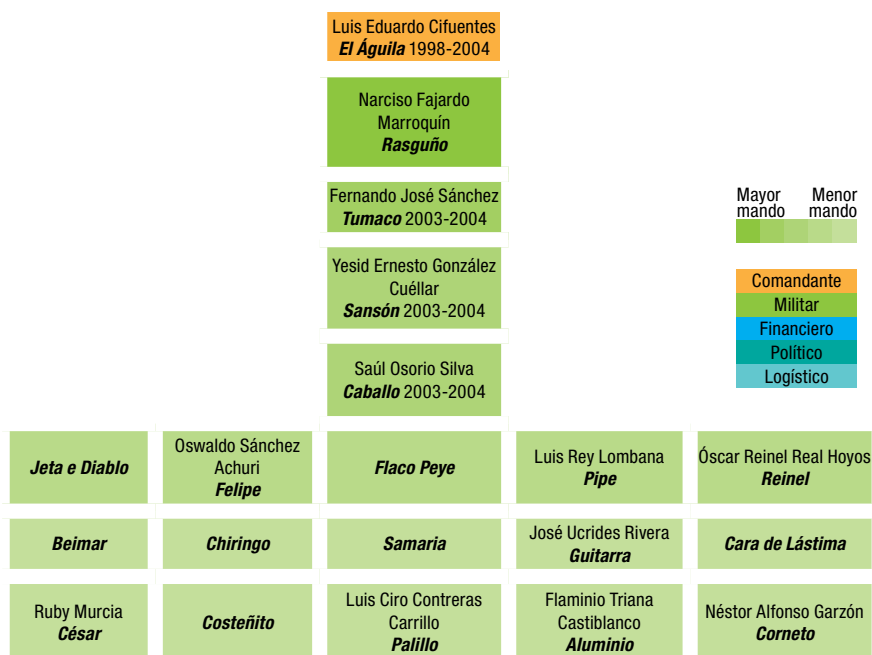 Luis Eduardo Cifuentes
El Águila 1998-2004
Narciso Fajardo
Marroquín
Rasguño
Fernando José Sánchez
Tumaco 2003-2004
Yesid Ernesto González
Cuéllar
Sansón 2003-2004
Saúl Osorio Silva
Caballo 2003-2004
Mayor
mando
Menor
mando
Comandante
Militar
Financiero
Político
Logístico
Jeta e Diablo
Oswaldo Sánchez
Achuri
Felipe
Flaco Peye
Luis Rey Lombana
Pipe
Óscar Reinel Real Hoyos
Reinel
Beimar
Chiringo
Samaria
José Ucrides Rivera
Guitarra
Cara de Lástima
Ruby Murcia
César
Costeñito
Luis Ciro Contreras
Carrillo
Palillo
Flaminio Triana
Castiblanco
Aluminio
Néstor Alfonso Garzón
Corneto